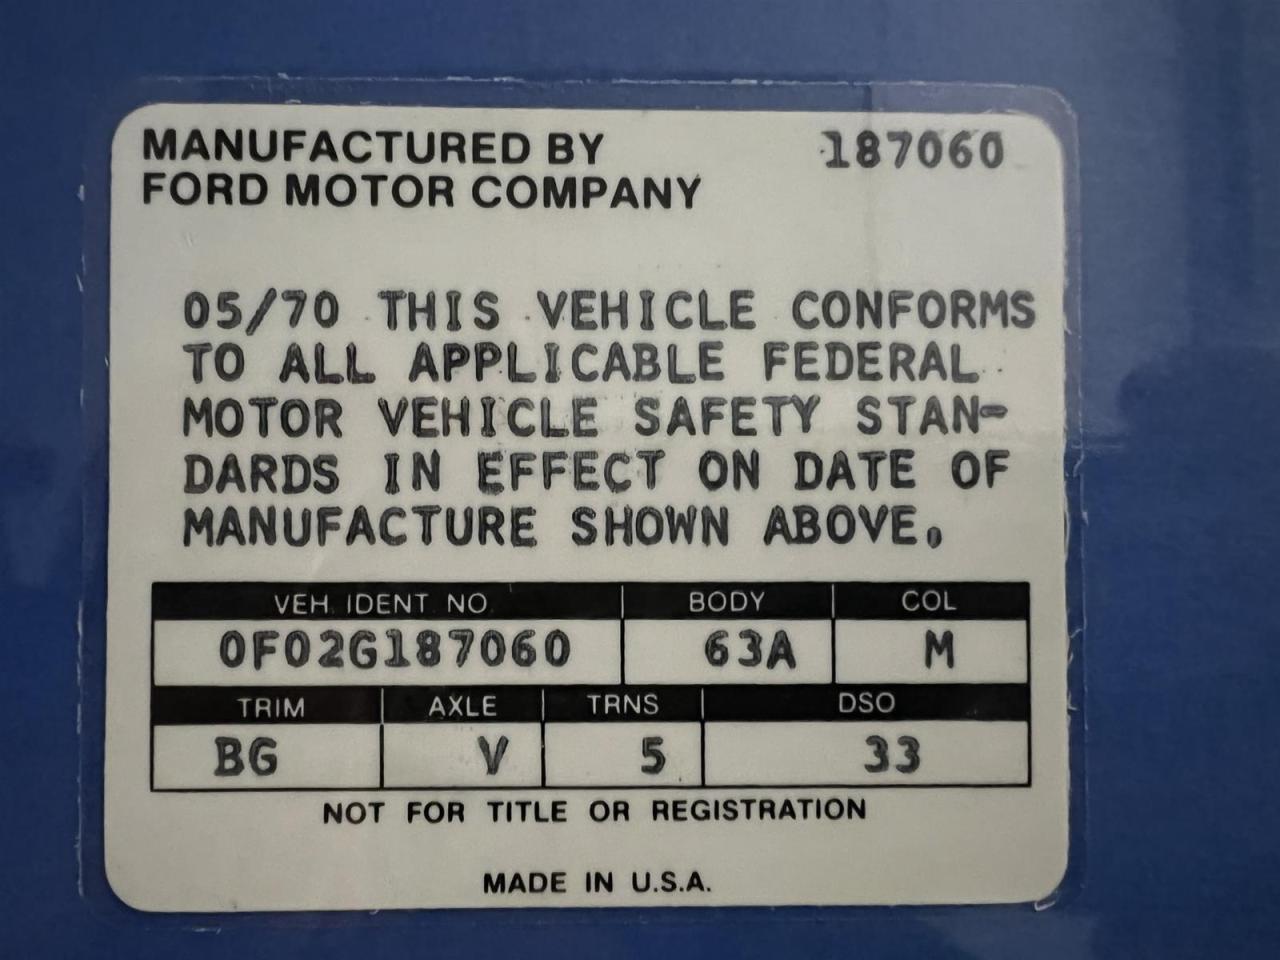 MANUFACTURED BY 187060
FORD MOTOR COMPANY
05/70 THIS VEHICLE CONFORMS
TO ALL APPLICABLE FEDERAL
MOTOR VEHICLE SAFETY STAN-
DARDS IN EFFECT ON DATE OF
MANUFACTURE SHOWN ABOVE.
VEH. IDENT. NO. BODY COL
0F02G187060 63A M
TRIM AXLE TRNS DSO
BG V 5 33
NOT FOR TITLE OR REGISTRATION
MADE IN U.S.A.